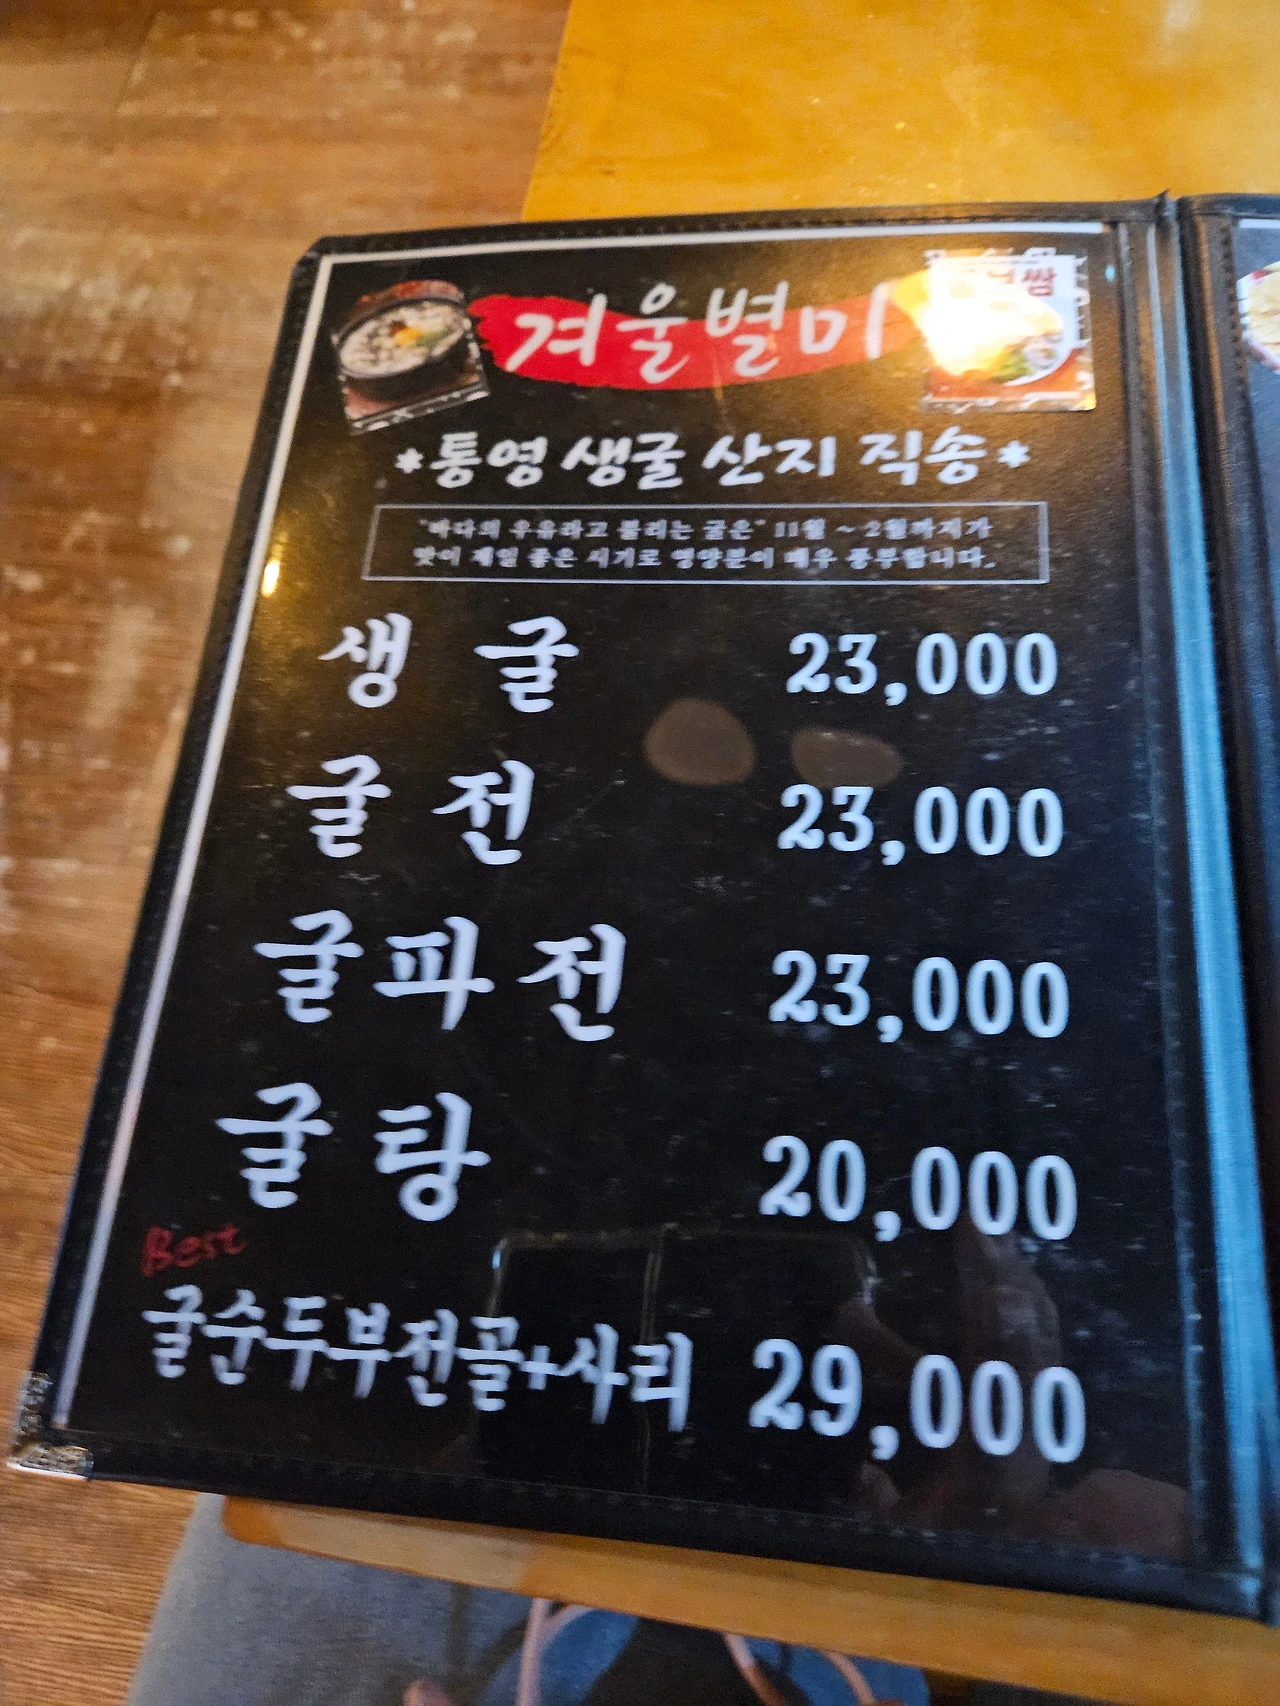 겨울별미
쌈
*통영 생굴 산지 직송*
"바다의 우유라고 불리는 굴은" 11월 ~ 2월까지가
맛이 제일 좋은 시기로 영양분이 매우 풍부합니다.
생 굴 23,000
굴 전 23,000
굴파전 23,000
굴탕 20,000
Best
굴순두부전골+사리 29,000